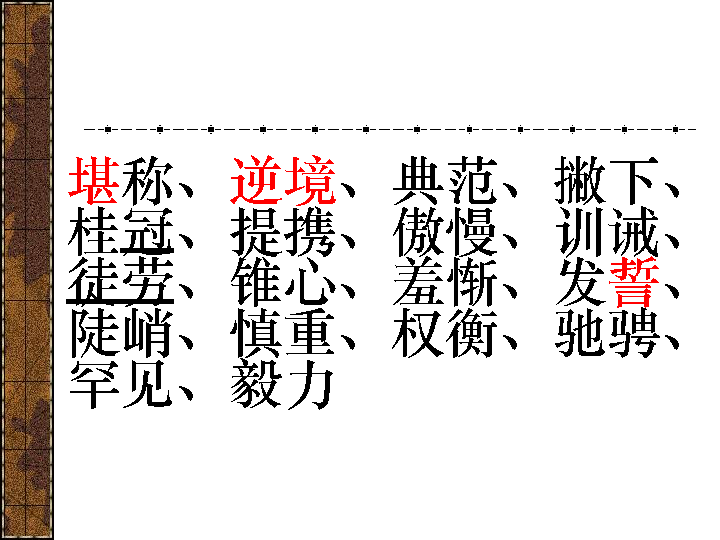 堪称、逆境、典范、撇下、
桂冠、提携、傲慢、训诫、
徒劳、锥心、羞惭、发誓、
陡峭、慎重、权衡、驰骋、
罕见、毅力